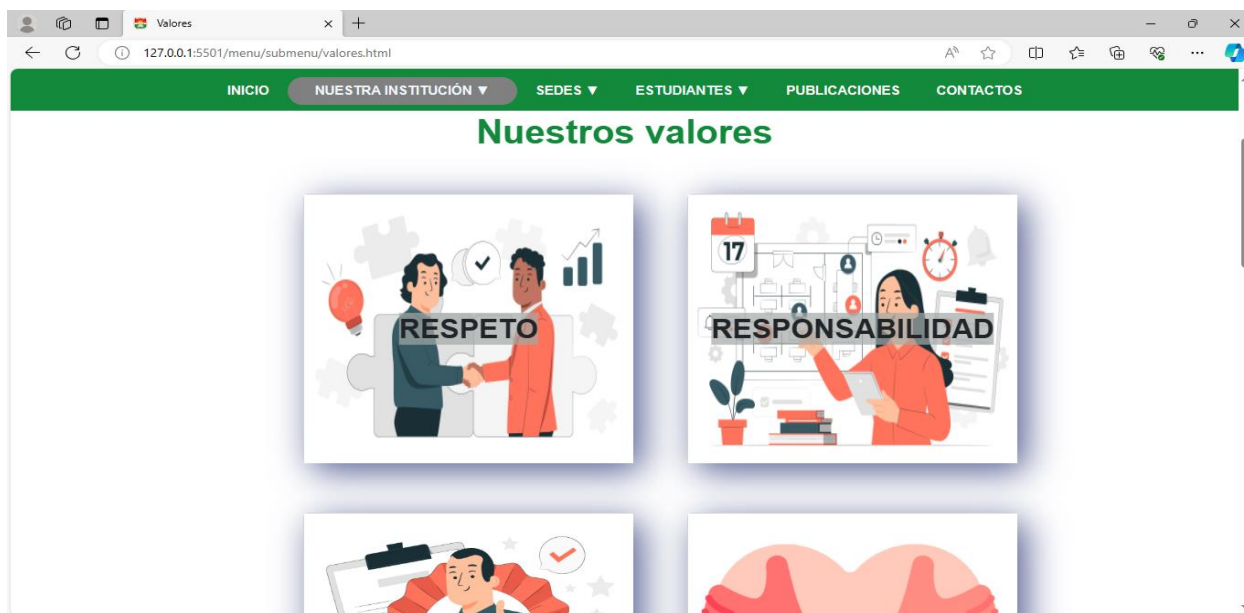 Valores
127.0.0.1:5501/menu/submenu/valores.html
INICIO NUESTRA INSTITUCIÓN ▼ SEDES ▼ ESTUDIANTES ▼ PUBLICACIONES CONTACTOS
Nuestros valores
17
RESPETO RESPONSABILIDAD